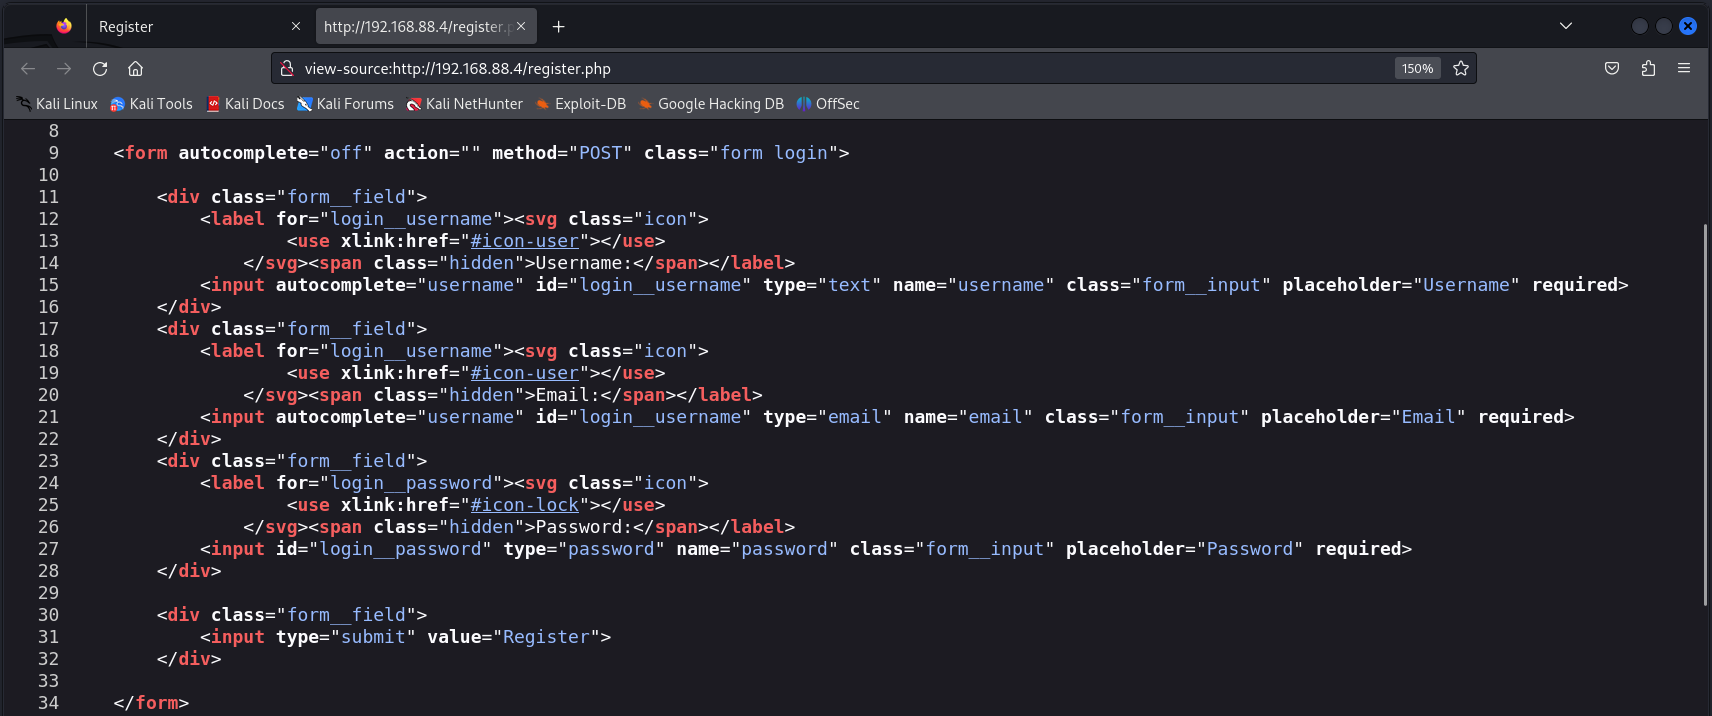 Register
http://192.168.88.4/register.p
view-source:http://192.168.88.4/register.php 150%
Kali Linux Kali Tools Kali Docs Kali Forums Kali NetHunter Exploit-DB Google Hacking DB OffSec
8
9 <form autocomplete="off" action="" method="POST" class="form login">
10
11 <div class="form__field">
12 <label for="login__username"><svg class="icon">
13 <use xlink:href="#icon-user"></use>
14 </svg><span class="hidden">Username:</span></label>
15 <input autocomplete="username" id="login__username" type="text" name="username" class="form__input" placeholder="Username" required>
16 </div>
17 <div class="form__field">
18 <label for="login__username"><svg class="icon">
19 <use xlink:href="#icon-user"></use>
20 </svg><span class="hidden">Email:</span></label>
21 <input autocomplete="username" id="login__username" type="email" name="email" class="form__input" placeholder="Email" required>
22 </div>
23 <div class="form__field">
24 <label for="login__password"><svg class="icon">
25 <use xlink:href="#icon-lock"></use>
26 </svg><span class="hidden">Password:</span></label>
27 <input id="login__password" type="password" name="password" class="form__input" placeholder="Password" required>
28 </div>
29
30 <div class="form__field">
31 <input type="submit" value="Register">
32 </div>
33
34 </form>